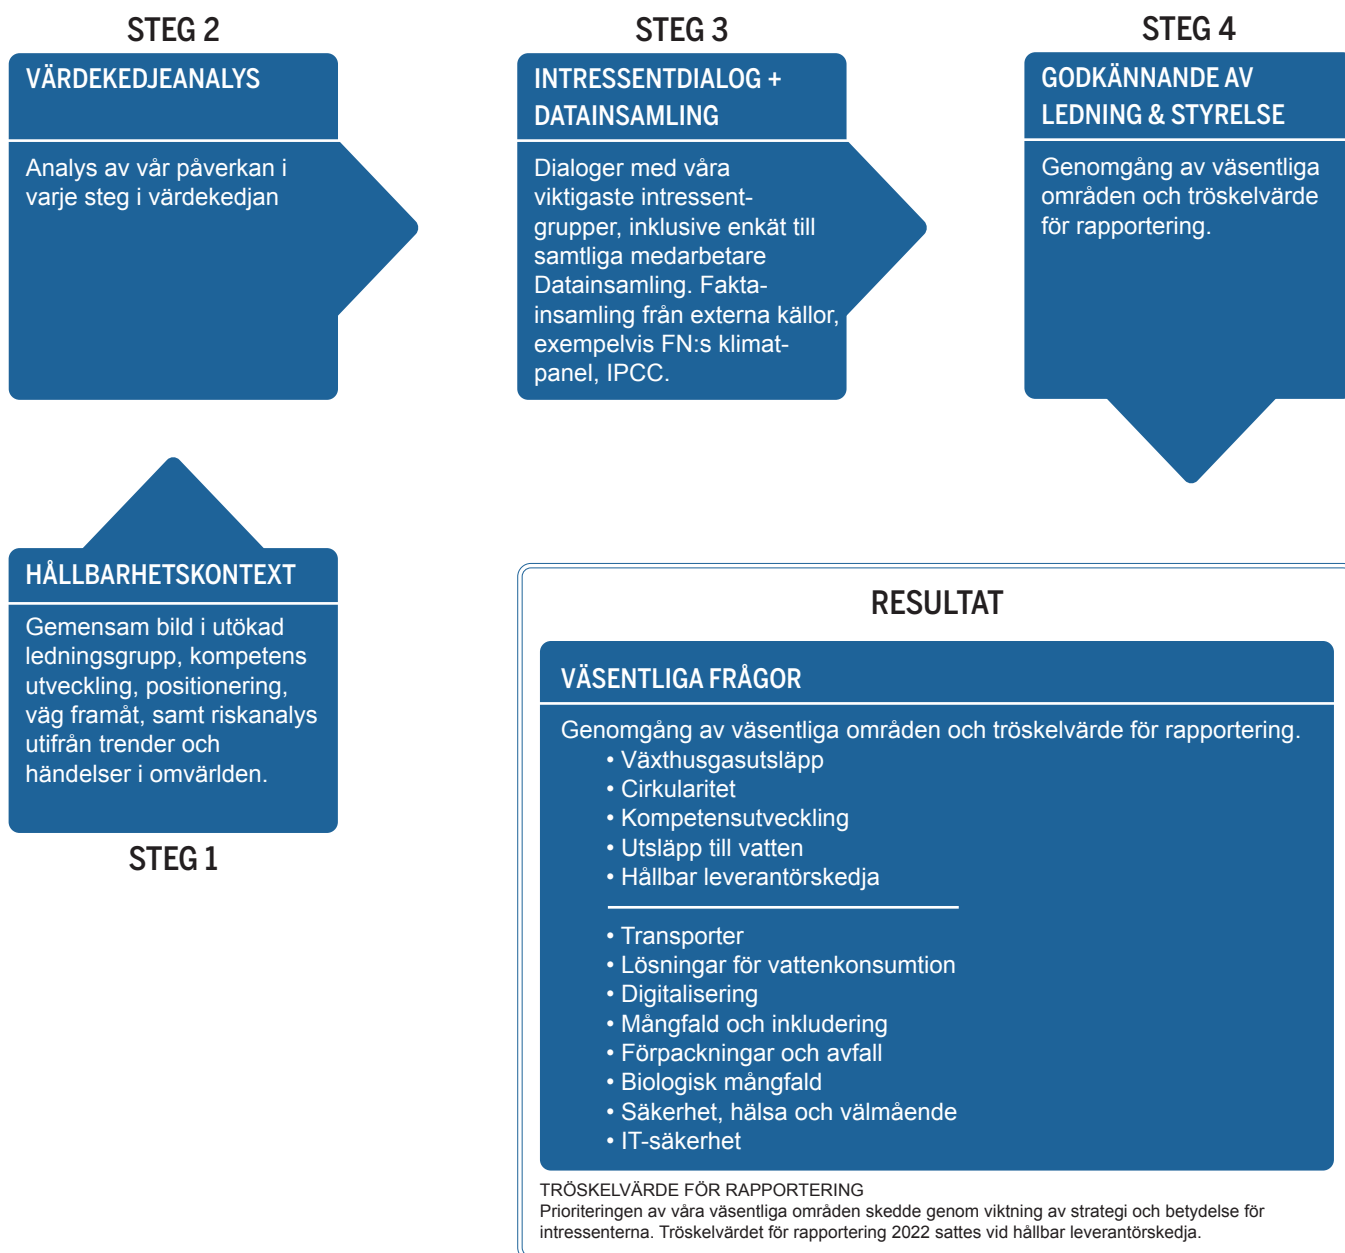 STEG 2
VÄRDEKEDJEANALYS
Analys av vår påverkan i
varje steg i värdekedjan
STEG 3
INTRESSENTDIALOG +
DATAINSAMLING
Dialoger med våra
viktigaste intressent-
grupper, inklusive enkät till
samtliga medarbetare
Datainsamling. Fakta-
insamling från externa källor,
exempelvis FN:s klimat-
panel, IPCC.
STEG 4
GODKÄNNANDE AV
LEDNING & STYRELSE
Genomgång av väsentliga
områden och tröskelvärde
för rapportering.
HÅLLBARHETSKONTEXT
Gemensam bild i utökad
ledningsgrupp, kompetens
utveckling, positionering,
väg framåt, samt riskanalys
utifrån trender och
händelser i omvärlden.
STEG 1
RESULTAT
VÄSENTLIGA FRÅGOR
Genomgång av väsentliga områden och tröskelvärde för rapportering.
• Växthusgasutsläpp
• Cirkularitet
• Kompetensutveckling
• Utsläpp till vatten
• Hållbar leverantörskedja
• Transporter
• Lösningar för vattenkonsumtion
• Digitalisering
• Mångfald och inkludering
• Förpackningar och avfall
• Biologisk mångfald
• Säkerhet, hälsa och välmående
• IT-säkerhet
TRÖSKELVÄRDE FÖR RAPPORTERING
Prioriteringen av våra väsentliga områden skedde genom viktning av strategi och betydelse för
intressenterna. Tröskelvärdet för rapportering 2022 sattes vid hållbar leverantörskedja.